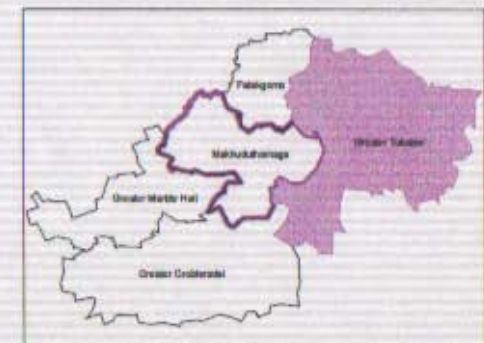 Fetakgomo
Greater Tubatse
Makhuduthamaga
Greater Marble Hall
Greater Groblersdal